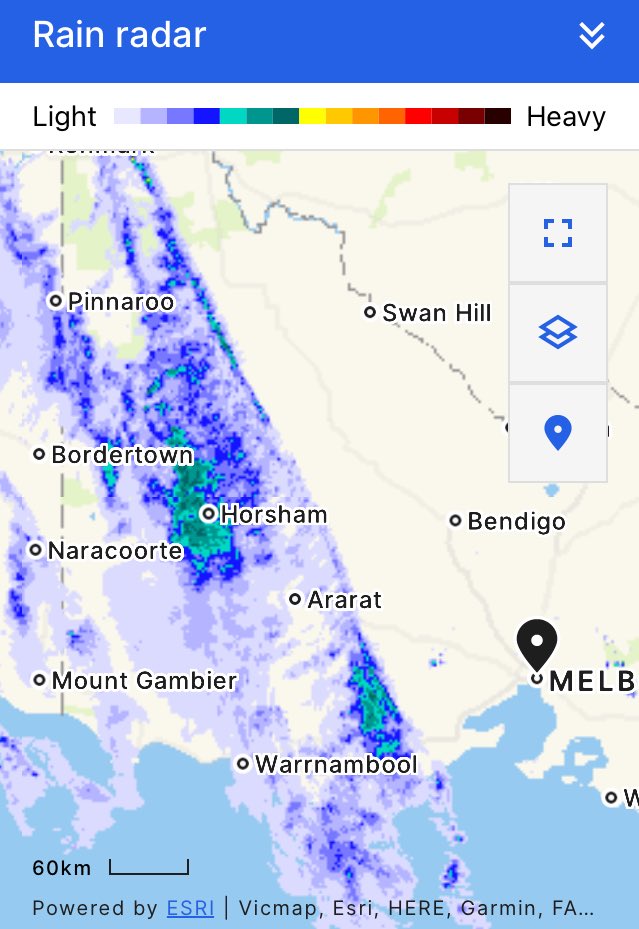 Rain radar
Light
Heavy
Pinnaroo
Swan Hill
Bordertown
Horsham
Bendigo
Naracoorte
Ararat
Mount Gambier
MELB
Warrnambool
W
60km
Powered by ESRI | Vicmap, Esri, HERE, Garmin, FA...